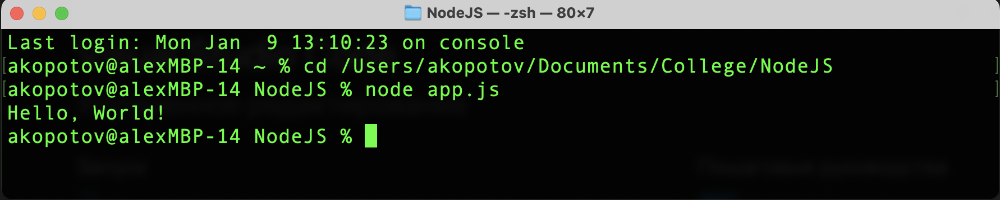 NodeJS — -zsh — 80×7
Last login: Mon Jan  9 13:10:23 on console
akopotov@alexMBP-14 ~ % cd /Users/akopotov/Documents/College/NodeJS
akopotov@alexMBP-14 NodeJS % node app.js
Hello, World!
akopotov@alexMBP-14 NodeJS %